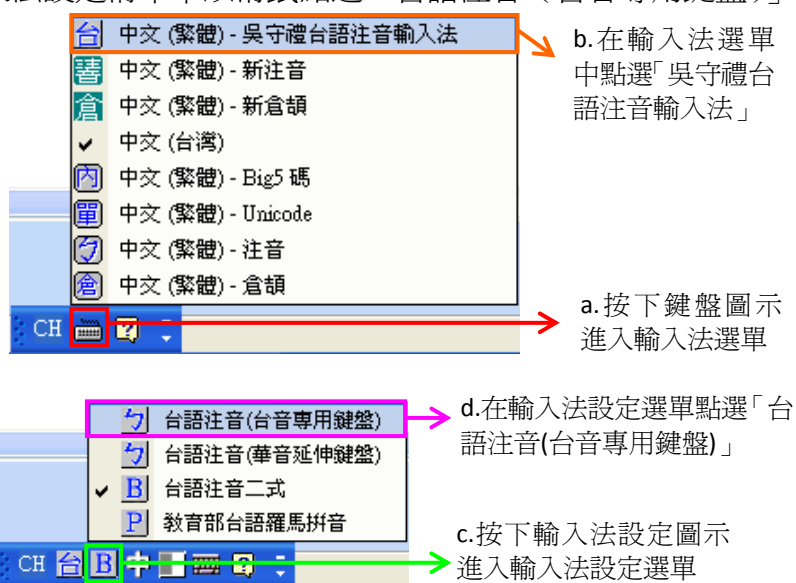 台 中文 (繁體) - 吳守禮台語注音輸入法
中文 (繁體) - 新注音
倉 中文 (繁體) - 新倉頡
中文 (台灣)
內 中文 (繁體) - Big5 碼
單 中文 (繁體) - Unicode
ㄅ 中文 (繁體) - 注音
倉 中文 (繁體) - 倉頡
CH
b.在輸入法選單
中點選「吳守禮台
語注音輸入法」
a.按下鍵盤圖示
進入輸入法選單
ㄅ 台語注音(台音專用鍵盤)
ㄅ 台語注音(華音延伸鍵盤)
B 台語注音二式
P 教育部台語羅馬拼音
CH 台 B 中
d.在輸入法設定選單點選「台
語注音(台音專用鍵盤)」
c.按下輸入法設定圖示
進入輸入法設定選單